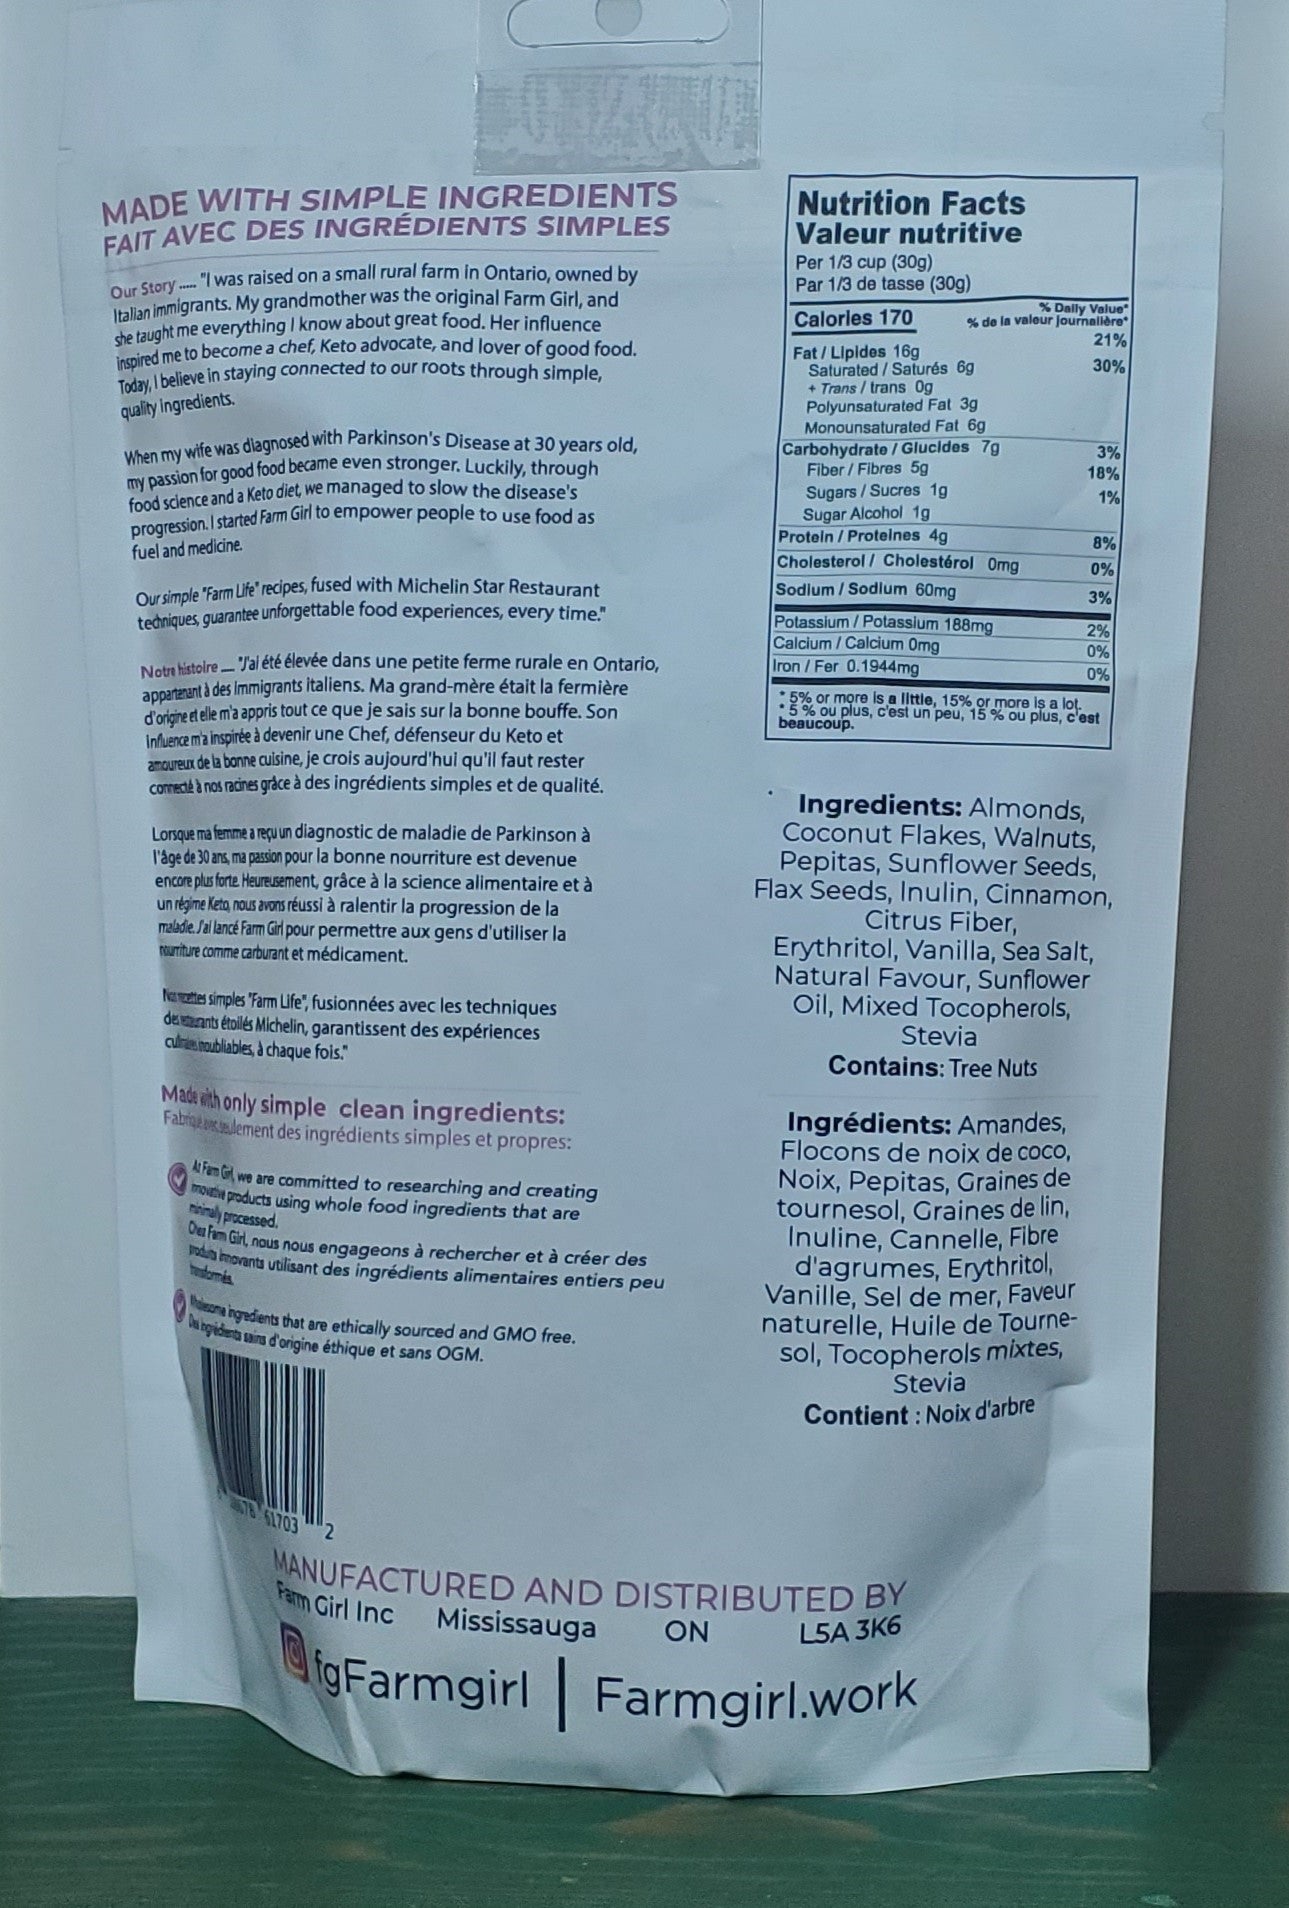 MADE WITH SIMPLE INGREDIENTS
FAIT AVEC DES INGRÉDIENTS SIMPLES
Our Story ..... "I was raised on a small rural farm in Ontario, owned by
Italian immigrants. My grandmother was the original Farm Girl, and
she taught me everything I know about great food. Her influence
inspired me to become a chef, Keto advocate, and lover of good food.
Today, I believe in staying connected to our roots through simple,
quality ingredients.
When my wife was diagnosed with Parkinson's Disease at 30 years old,
my passion for good food became even stronger. Luckily, through
food science and a Keto diet, we managed to slow the disease's
progression. I started Farm Girl to empower people to use food as
fuel and medicine.
Our simple "Farm Life" recipes, fused with Michelin Star Restaurant
techniques, guarantee unforgettable food experiences, every time."
Notre histoire .... "J'ai été élevée dans une petite ferme rurale en Ontario,
appartenant à des immigrants italiens. Ma grand-mère était la fermière
d'origine et elle m'a appris tout ce que je sais sur la bonne bouffe. Son
influence m'a inspirée à devenir une Chef, défenseur du Keto et
amoureux de la bonne cuisine, je crois aujourd'hui qu'il faut rester
connecté à nos racines grâce à des ingrédients simples et de qualité.
Lorsque ma femme a reçu un diagnostic de maladie de Parkinson à
l'âge de 30 ans, ma passion pour la bonne nourriture est devenue
encore plus forte. Heureusement, grâce à la science alimentaire et à
un régime Keto, nous avons réussi à ralentir la progression de la
maladie. J'ai lancé Farm Girl pour permettre aux gens d'utiliser la
nourriture comme carburant et médicament.
Nos recettes simples "Farm Life", fusionnées avec les techniques
des restaurants étoilés Michelin, garantissent des expériences
culinaires inoubliables, à chaque fois."
Made with only simple clean ingredients:
Fabriqué avec seulement des ingrédients simples et propres:
At Farm Girl, we are committed to researching and creating
innovative products using whole food ingredients that are
minimally processed.
Chez Farm Girl, nous nous engageons à rechercher et à créer des
produits innovants utilisant des ingrédients alimentaires entiers peu
transformés.
Wholesome ingredients that are ethically sourced and GMO free.
Des ingrédients sains d'origine éthique et sans OGM.
61703 2
MANUFACTURED AND DISTRIBUTED BY
Farm Girl Inc Mississauga ON L5A 3K6
fgFarmgirl | Farmgirl.work
Nutrition Facts
Valeur nutritive
Per 1/3 cup (30g)
Par 1/3 de tasse (30g)
% Daily Value*
Calories 170 % de la valeur journalière*
Fat / Lipides 16g 21%
Saturated / Saturés 6g 30%
+ Trans / trans 0g
Polyunsaturated Fat 3g
Monounsaturated Fat 6g
Carbohydrate / Glucides 7g 3%
Fiber / Fibres 5g 18%
Sugars / Sucres 1g 1%
Sugar Alcohol 1g
Protein / Proteines 4g 8%
Cholesterol / Cholestérol 0mg 0%
Sodium / Sodium 60mg 3%
Potassium / Potassium 188mg 2%
Calcium / Calcium 0mg 0%
Iron / Fer 0.1944mg 0%
* 5% or more is a little, 15% or more is a lot.
* 5 % ou plus, c'est un peu, 15 % ou plus, c'est
beaucoup.
Ingredients: Almonds,
Coconut Flakes, Walnuts,
Pepitas, Sunflower Seeds,
Flax Seeds, Inulin, Cinnamon,
Citrus Fiber,
Erythritol, Vanilla, Sea Salt,
Natural Favour, Sunflower
Oil, Mixed Tocopherols,
Stevia
Contains: Tree Nuts
Ingrédients: Amandes,
Flocons de noix de coco,
Noix, Pepitas, Graines de
tournesol, Graines de lin,
Inuline, Cannelle, Fibre
d'agrumes, Erythritol,
Vanille, Sel de mer, Faveur
naturelle, Huile de Tourne-
sol, Tocopherols mixtes,
Stevia
Contient : Noix d'arbre